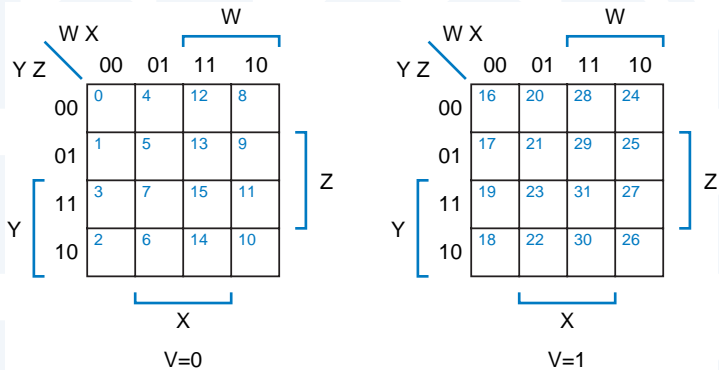 W
W X
Y Z
00 01 11 10
00 0 4 12 8
01 1 5 13 9
Z
11 3 7 15 11
Y
10 2 6 14 10
X
V=0
W
W X
Y Z
00 01 11 10
00 16 20 28 24
01 17 21 29 25
Z
11 19 23 31 27
Y
10 18 22 30 26
X
V=1